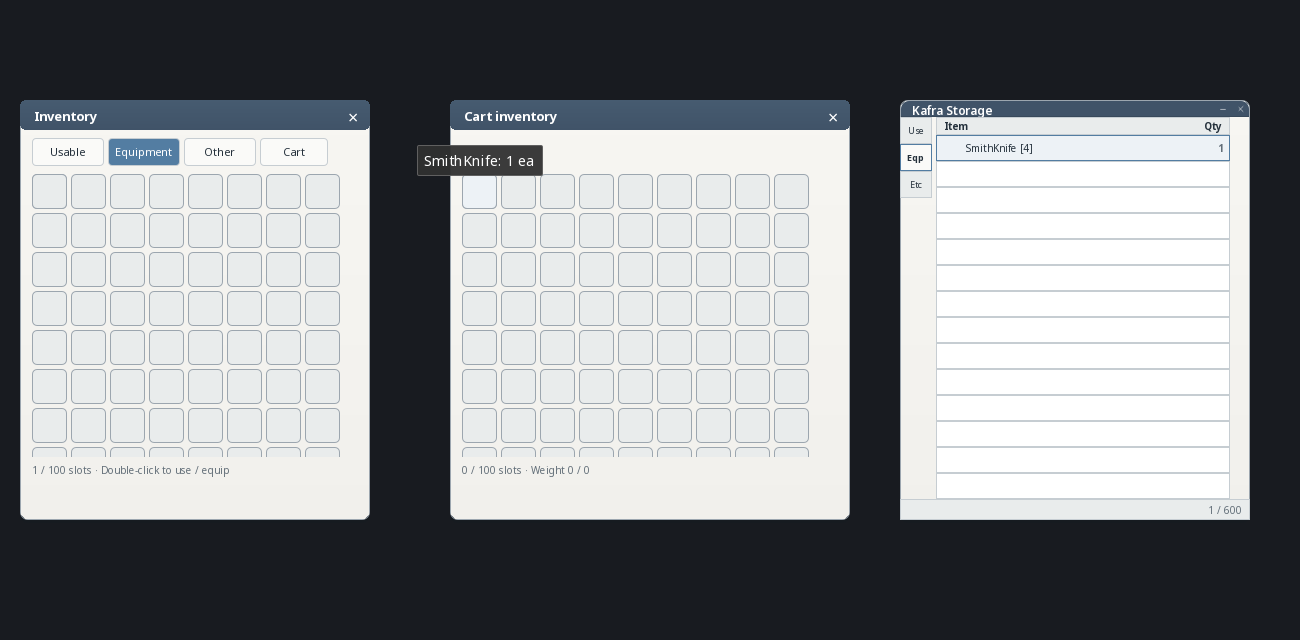 Inventory ×
Usable Equipment Other Cart
1 / 100 slots · Double-click to use / equip
Cart inventory ×
SmithKnife: 1 ea
0 / 100 slots · Weight 0 / 0
Kafra Storage – ×
Use
Eqp
Etc
Item Qty
SmithKnife [4] 1
1 / 600